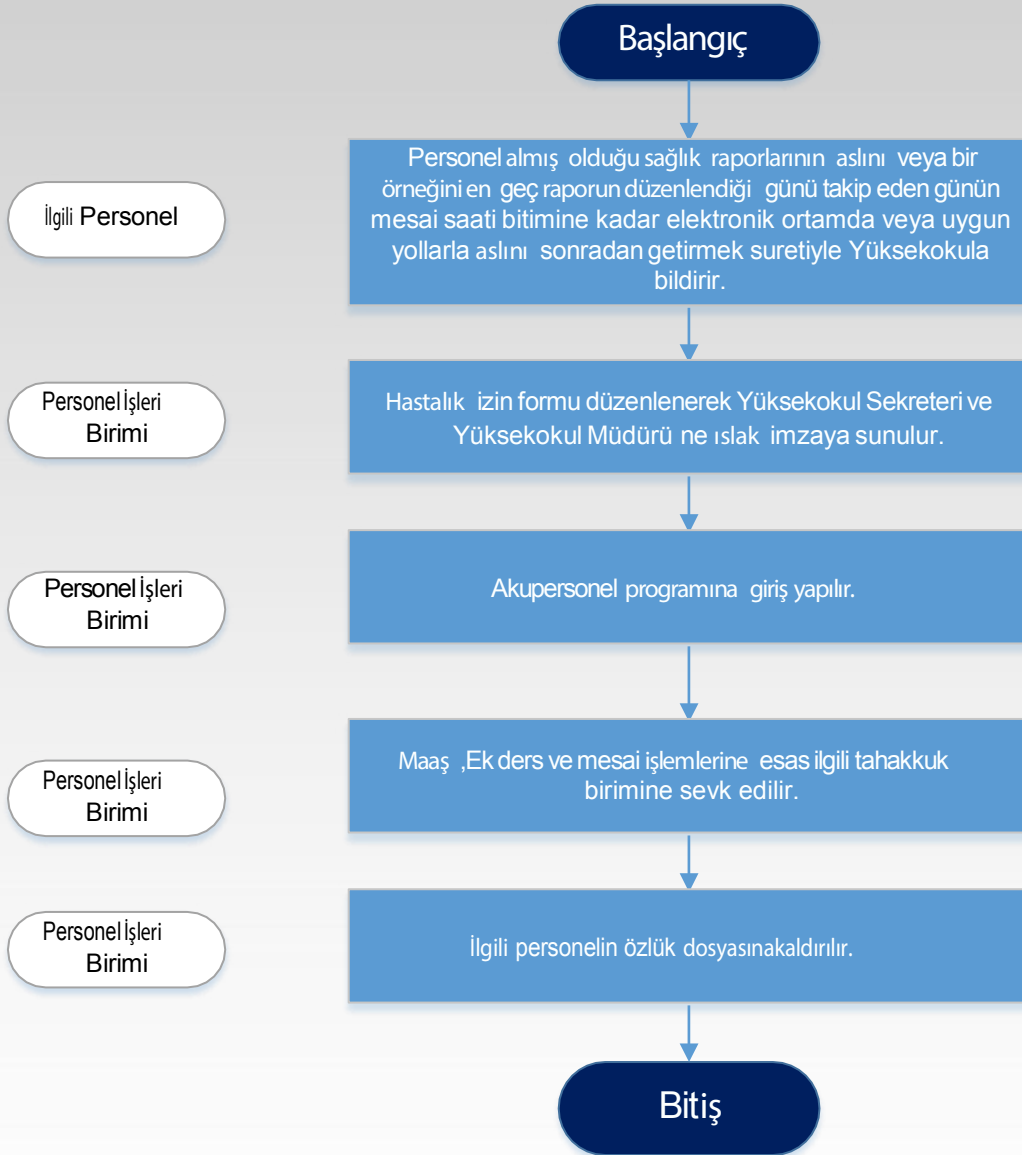 Başlangıç
İlgili Personel
Personel almış olduğu sağlık raporlarının aslını veya bir
örneğini en geç raporun düzenlendiği günü takip eden günün
mesai saati bitimine kadar elektronik ortamda veya uygun
yollarla aslını sonradan getirmek suretiyle Yüksekokula
bildirir.
Personel İşleri
Birimi
Hastalık izin formu düzenlenerek Yüksekokul Sekreteri ve
Yüksekokul Müdürü ne ıslak imzaya sunulur.
Personel İşleri
Birimi
Akupersonel programına giriş yapılır.
Personel İşleri
Birimi
Maaş ,Ek ders ve mesai işlemlerine esas ilgili tahakkuk
birimine sevk edilir.
Personel İşleri
Birimi
İlgili personelin özlük dosyasınakaldırılır.
Bitiş